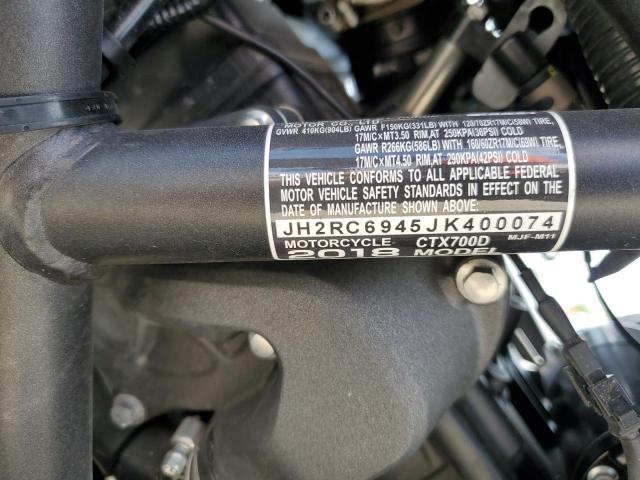 MOTOR CO., LTD.
GVWR 410KG(904LB) GAWR F150KG(331LB) WITH 120/70ZR17M/C(58W) TIRE,
17M/C×MT3.50 RIM,AT 250KPA(36PSI) COLD
GAWR R266KG(586LB) WITH 160/60ZR17M/C(69W) TIRE,
17M/C×MT4.50 RIM,AT 290KPA(42PSI) COLD
THIS VEHICLE CONFORMS TO ALL APPLICABLE FEDERAL
MOTOR VEHICLE SAFETY STANDARDS IN EFFECT ON THE
DATE OF MANUFACTURE SHOWN ABOVE:
JH2RC6945JK400074
MOTORCYCLE CTX700D MJF-M11
2018 MODEL